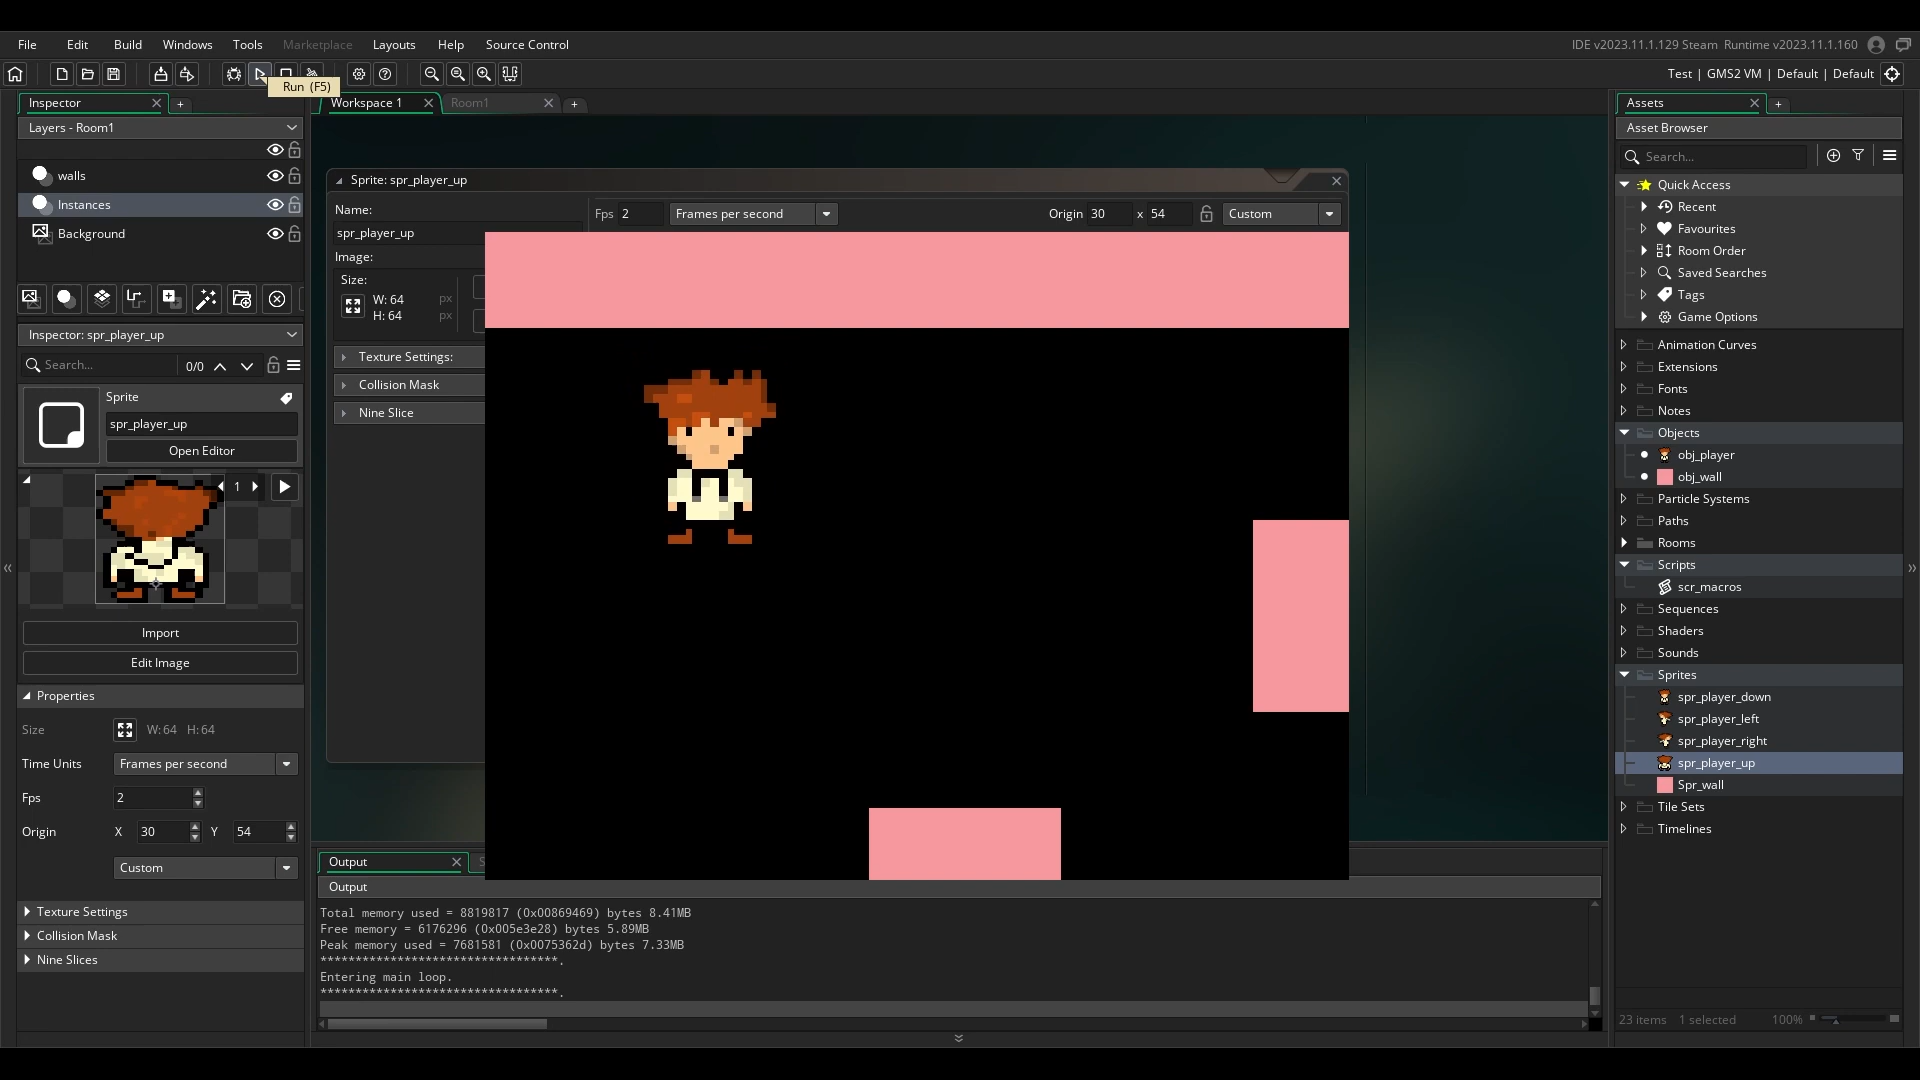 File Edit Build Windows Tools Marketplace Layouts Help Source Control
IDE v2023.11.1.129 Steam Runtime v2023.11.1.160
Run (F5)
Test | GMS2 VM | Default | Default
Inspector
Workspace 1
Room1
Assets
Layers - Room1
walls
Instances
Background
Inspector: spr_player_up
Search...
0/0
Sprite
spr_player_up
Open Editor
1
Import
Edit Image
Properties
Size W: 64 H: 64
Time Units Frames per second
Fps 2
Origin X 30 Y 54
Custom
Texture Settings
Collision Mask
Nine Slices
Sprite: spr_player_up
Name:
spr_player_up
Image:
Size:
W: 64 px
H: 64 px
Texture Settings:
Collision Mask
Nine Slice
Fps 2 Frames per second
Origin 30 x 54 Custom
Output
Output
Total memory used = 8819817 (0x00869469) bytes 8.41MB
Free memory = 6176296 (0x005e3e28) bytes 5.89MB
Peak memory used = 7681581 (0x0075362d) bytes 7.33MB
**********************************.
Entering main loop.
**********************************.
Asset Browser
Search...
Quick Access
Recent
Favourites
Room Order
Saved Searches
Tags
Game Options
Animation Curves
Extensions
Fonts
Notes
Objects
obj_player
obj_wall
Particle Systems
Paths
Rooms
Scripts
scr_macros
Sequences
Shaders
Sounds
Sprites
spr_player_down
spr_player_left
spr_player_right
spr_player_up
Spr_wall
Tile Sets
Timelines
23 items 1 selected 100%